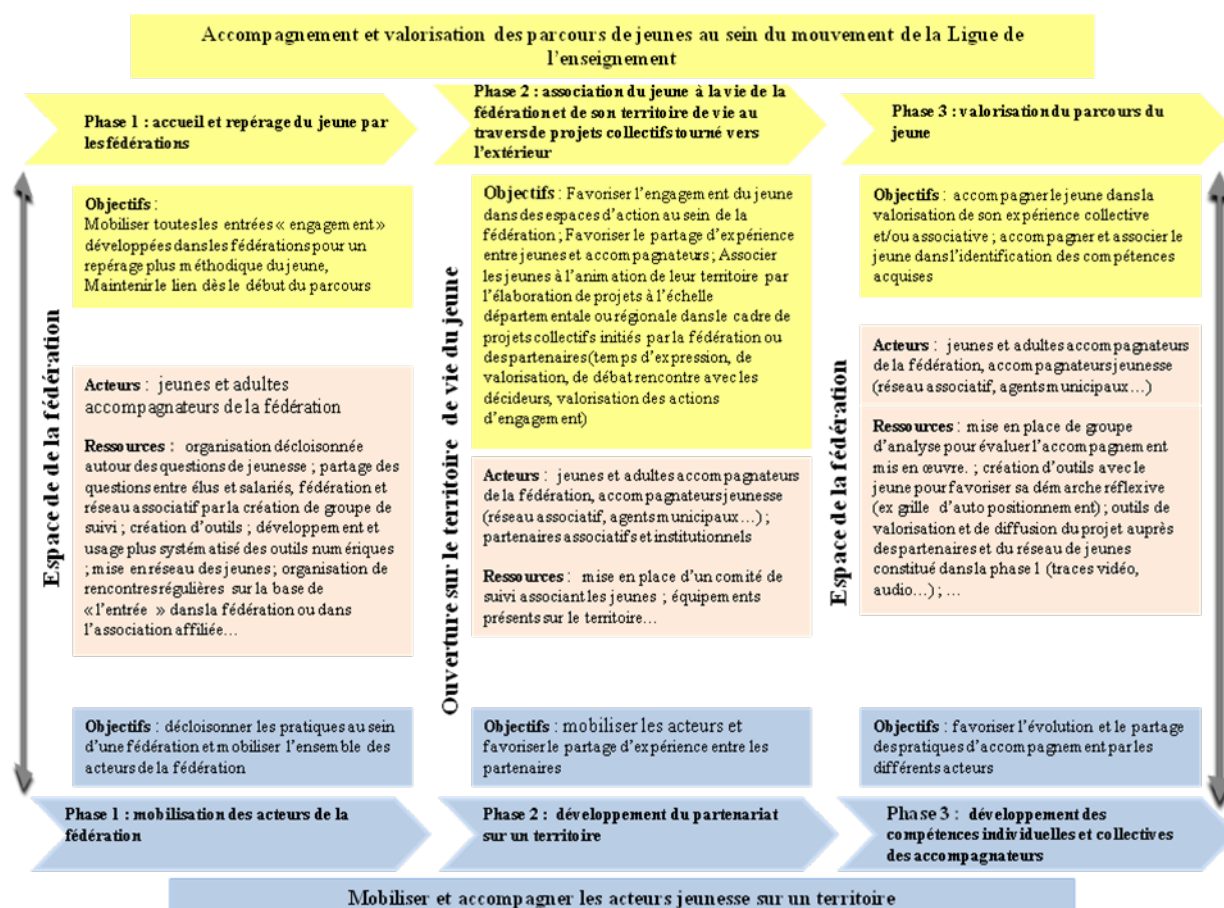 Accompagnement et valorisation des parcours de jeunes au sein du mouvement de la Ligue de
l'enseignement
Phase 1 : accueil et repérage du jeune par
les fédérations
Phase 2 : association du jeune à la vie de la
fédération et de son territoire de vie au
travers de projets collectifs tourné vers
l'extérieur
Phase 3 : valorisation du parcours du
jeune
Espace de la fédération
Objectifs :
Mobiliser toutes les entrées « engagement »
développées dans les fédérations pour un
repérage plus méthodique du jeune,
Maintenir le lien dès le début du parcours
Acteurs : jeunes et adultes
accompagnateurs de la fédération
Ressources : organisation décloisonnée
autour des questions de jeunesse ; partage des
questions entre élus et salariés, fédération et
réseau associatif par la création de groupe de
suivi ; création d'outils ; développement et
usage plus systématisé des outils numériques
; mise en réseau des jeunes ; organisation de
rencontres régulières sur la base de
« l'entrée » dans la fédération ou dans
l'association affiliée…
Objectifs : décloisonner les pratiques au sein
d'une fédération et mobiliser l'ensemble des
acteurs de la fédération
Ouverture sur le territoire de vie du jeune
Objectifs : Favoriser l'engagement du jeune
dans des espaces d'action au sein de la
fédération ; Favoriser le partage d'expérience
entre jeunes et accompagnateurs ; Associer
les jeunes à l'animation de leur territoire par
l'élaboration de projets à l'échelle
départementale ou régionale dans le cadre de
projets collectifs initiés par la fédération ou
des partenaires (temps d'expression, de
valorisation, de débat rencontre avec les
décideurs, valorisation des actions
d'engagement)
Acteurs : jeunes et adultes accompagnateurs
de la fédération, accompagnateurs jeunesse
(réseau associatif, agents municipaux…) ;
partenaires associatifs et institutionnels
Ressources : mise en place d'un comité de
suivi associant les jeunes ; équipements
présents sur le territoire…
Objectifs : mobiliser les acteurs et
favoriser le partage d'expérience entre les
partenaires
Espace de la fédération
Objectifs : accompagner le jeune dans la
valorisation de son expérience collective
et/ou associative ; accompagner et associer le
jeune dans l'identification des compétences
acquises
Acteurs : jeunes et adultes accompagnateurs
de la fédération, accompagnateurs jeunesse
(réseau associatif, agents municipaux…)
Ressources : mise en place de groupe
d'analyse pour évaluer l'accompagnement
mis en œuvre. ; création d'outils avec le
jeune pour favoriser sa démarche réflexive
(ex grille d'auto positionnement) ; outils de
valorisation et de diffusion du projet auprès
des partenaires et du réseau de jeunes
constitué dans la phase 1 (traces vidéo,
audio…) ; …
Objectifs : favoriser l'évolution et le partage
des pratiques d'accompagnement par les
différents acteurs
Phase 1 : mobilisation des acteurs de la
fédération
Phase 2 : développement du partenariat
sur un territoire
Phase 3 : développement des
compétences individuelles et collectives
des accompagnateurs
Mobiliser et accompagner les acteurs jeunesse sur un territoire